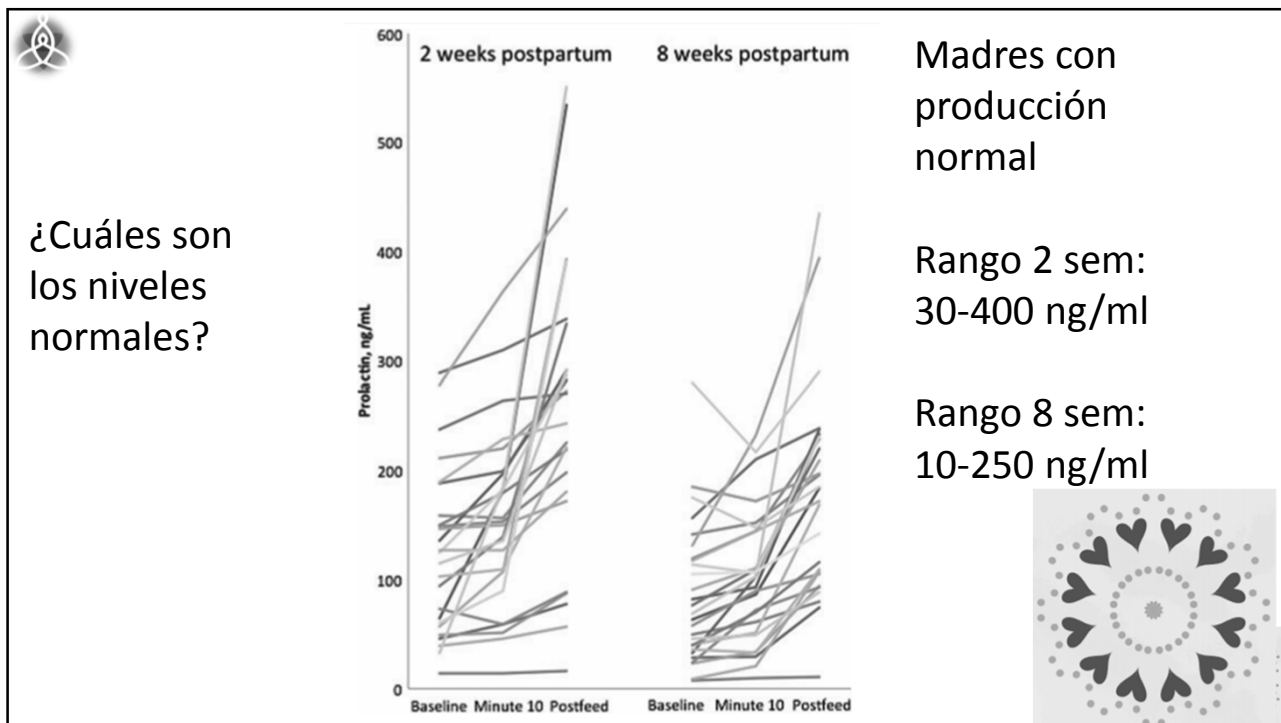 ¿Cuáles son
los niveles
normales?
600
500
400
300
200
100
0
Prolactin, ng/mL
2 weeks postpartum
8 weeks postpartum
Baseline Minute 10 Postfeed
Baseline Minute 10 Postfeed
Madres con
producción
normal
Rango 2 sem:
30-400 ng/ml
Rango 8 sem:
10-250 ng/ml